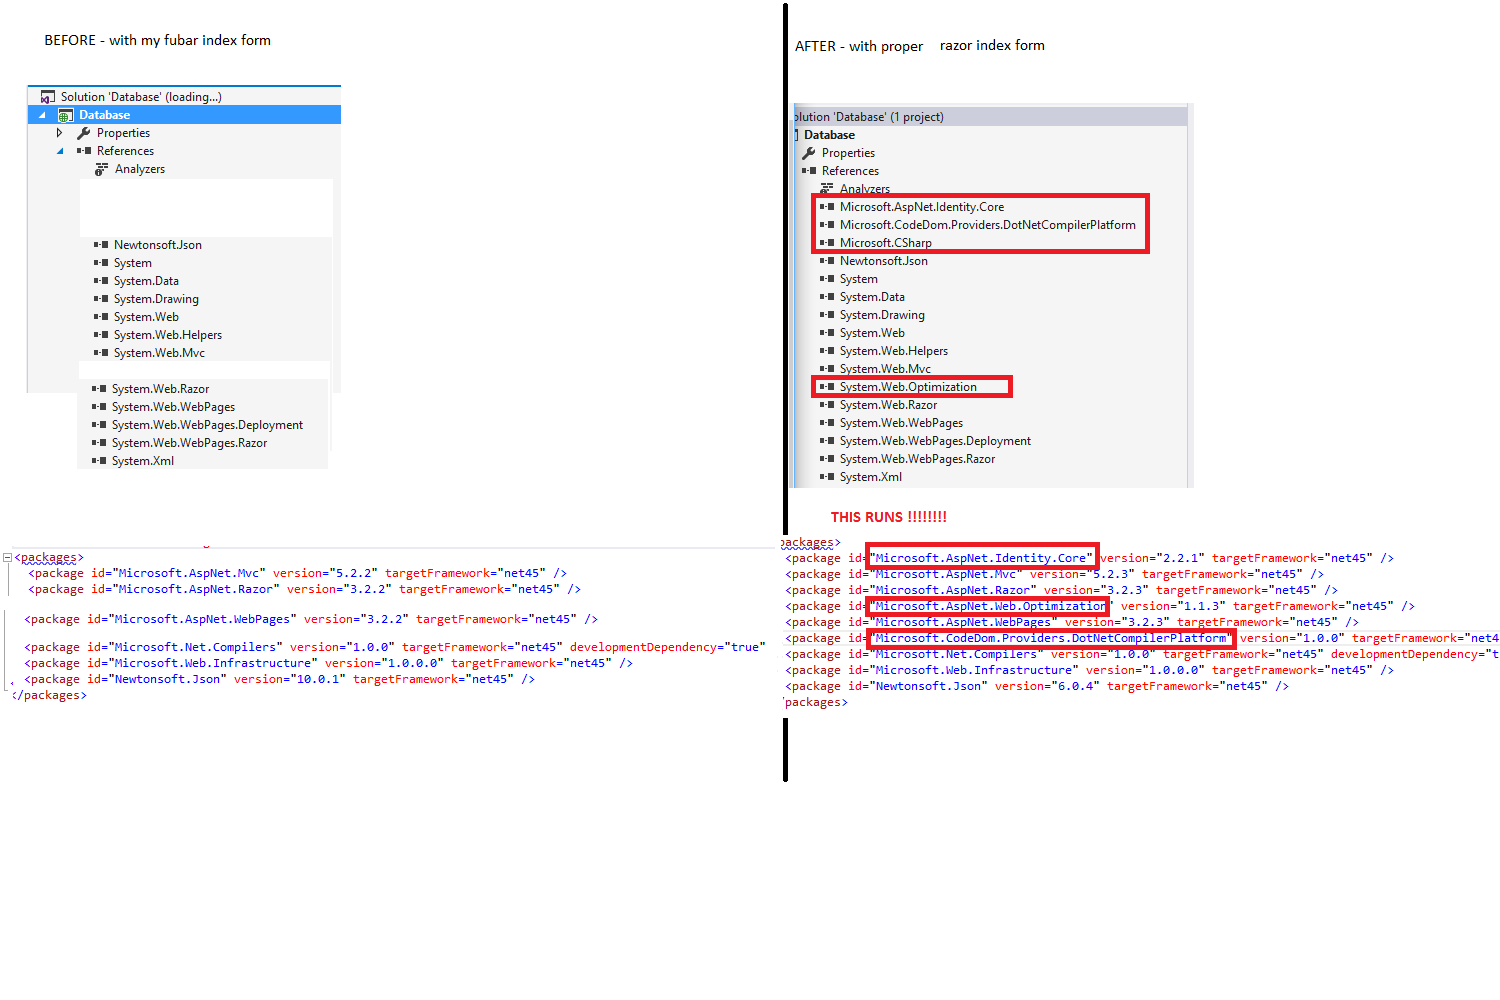 BEFORE - with my fubar index form
Solution 'Database' (loading...)
Database
Properties
References
Analyzers
Newtonsoft.Json
System
System.Data
System.Drawing
System.Web
System.Web.Helpers
System.Web.Mvc
System.Web.Razor
System.Web.WebPages
System.Web.WebPages.Deployment
System.Web.WebPages.Razor
System.Xml
<packages>
<package id="Microsoft.AspNet.Mvc" version="5.2.2" targetFramework="net45" />
<package id="Microsoft.AspNet.Razor" version="3.2.2" targetFramework="net45" />
<package id="Microsoft.AspNet.WebPages" version="3.2.2" targetFramework="net45" />
<package id="Microsoft.Net.Compilers" version="1.0.0" targetFramework="net45" developmentDependency="true"
<package id="Microsoft.Web.Infrastructure" version="1.0.0.0" targetFramework="net45" />
<package id="Newtonsoft.Json" version="10.0.1" targetFramework="net45" />
</packages>
AFTER - with proper razor index form
olution 'Database' (1 project)
Database
Properties
References
Analyzers
Microsoft.AspNet.Identity.Core
Microsoft.CodeDom.Providers.DotNetCompilerPlatform
Microsoft.CSharp
Newtonsoft.Json
System
System.Data
System.Drawing
System.Web
System.Web.Helpers
System.Web.Mvc
System.Web.Optimization
System.Web.Razor
System.Web.WebPages
System.Web.WebPages.Deployment
System.Web.WebPages.Razor
System.Xml
THIS RUNS !!!!!!!!
packages>
<package id="Microsoft.AspNet.Identity.Core" version="2.2.1" targetFramework="net45" />
<package id="Microsoft.AspNet.Mvc" version="5.2.3" targetFramework="net45" />
<package id="Microsoft.AspNet.Razor" version="3.2.3" targetFramework="net45" />
<package id="Microsoft.AspNet.Web.Optimization" version="1.1.3" targetFramework="net45" />
<package id="Microsoft.AspNet.WebPages" version="3.2.3" targetFramework="net45" />
<package id="Microsoft.CodeDom.Providers.DotNetCompilerPlatform" version="1.0.0" targetFramework="net4
<package id="Microsoft.Net.Compilers" version="1.0.0" targetFramework="net45" developmentDependency="t
<package id="Microsoft.Web.Infrastructure" version="1.0.0.0" targetFramework="net45" />
<package id="Newtonsoft.Json" version="6.0.4" targetFramework="net45" />
/packages>